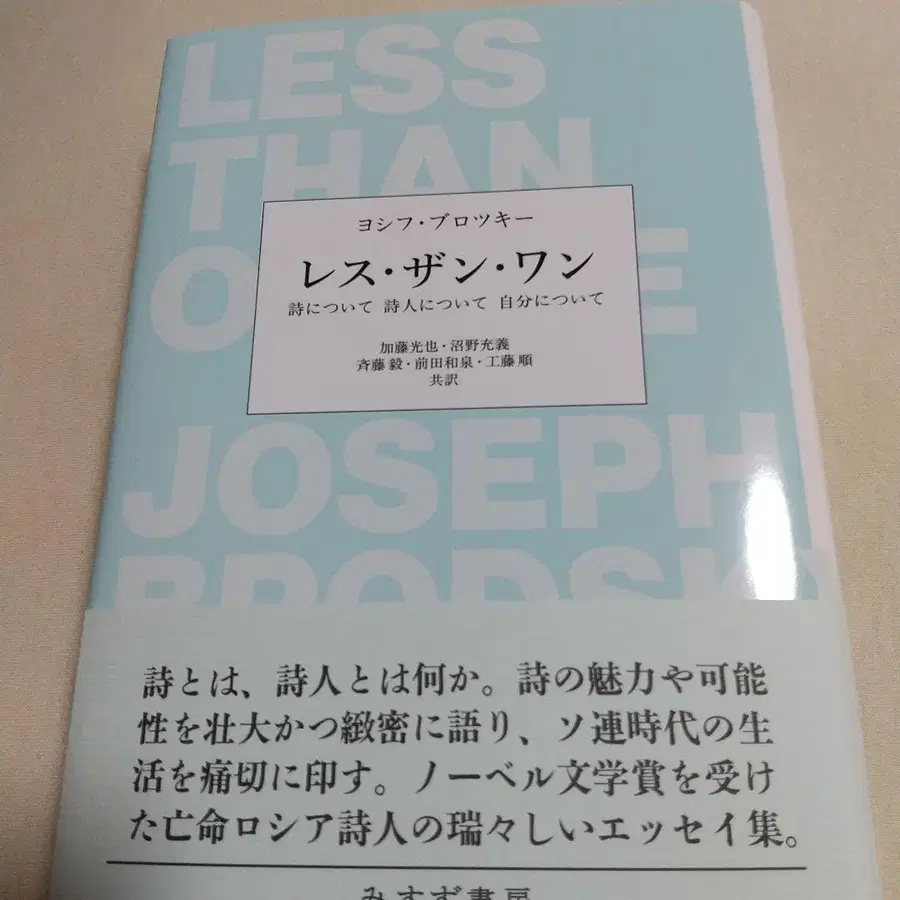 LESS
THAN
ヨシフ・ブロツキー
レス・ザン・ワン
詩について 詩人について 自分について
加藤光也・沼野充義
斉藤 毅・前田和泉・工藤 順
共訳
JOSEPH
詩とは、詩人とは何か。詩の魅力や可能
性を壮大かつ緻密に語り、ソ連時代の生
活を痛切に印す。ノーベル文学賞を受け
た亡命ロシア詩人の瑞々しいエッセイ集。
みすず書房